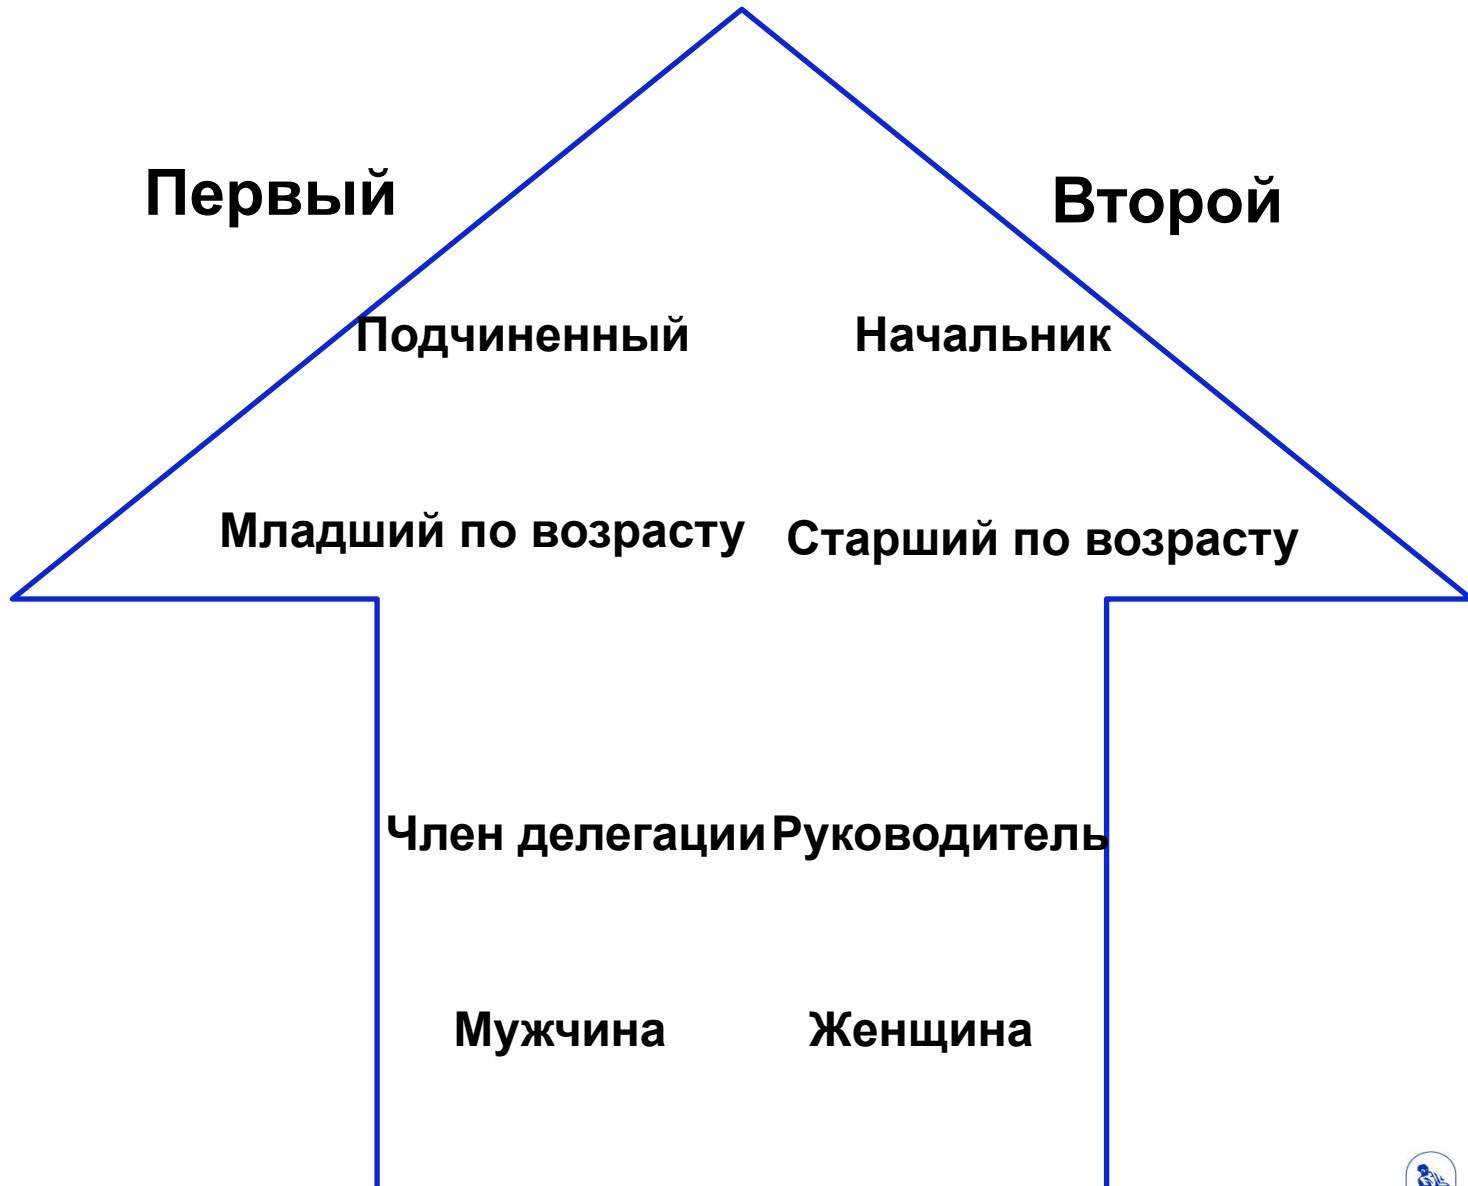 Первый
Второй
Подчиненный
Начальник
Младший по возрасту
Старший по возрасту
Член делегации
Руководитель
Мужчина
Женщина